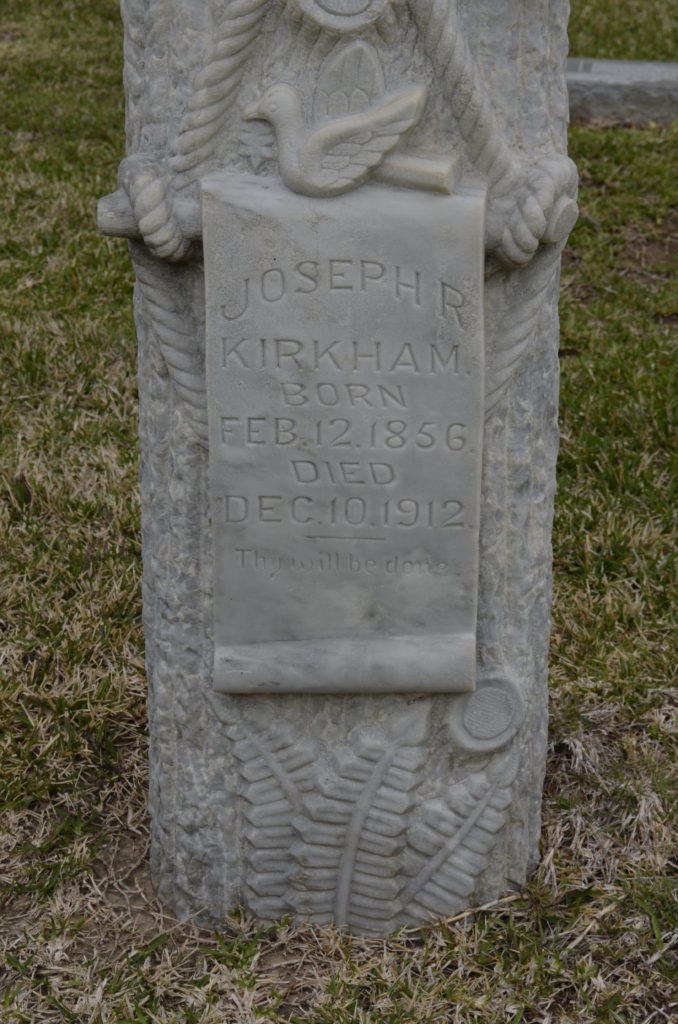 JOSEPH R
KIRKHAM.
BORN
FEB. 12. 1856.
DIED
DEC. 10. 1912.
Thy will be done.